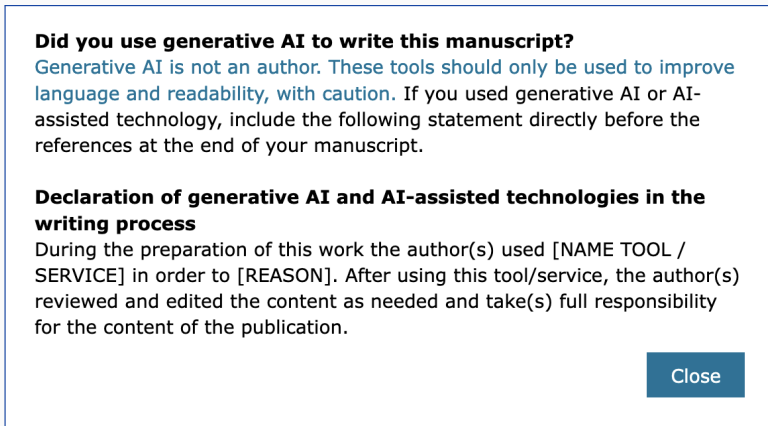 Did you use generative AI to write this manuscript?
Generative AI is not an author. These tools should only be used to improve
language and readability, with caution. If you used generative AI or AI-
assisted technology, include the following statement directly before the
references at the end of your manuscript.
Declaration of generative AI and AI-assisted technologies in the
writing process
During the preparation of this work the author(s) used [NAME TOOL /
SERVICE] in order to [REASON]. After using this tool/service, the author(s)
reviewed and edited the content as needed and take(s) full responsibility
for the content of the publication.
Close